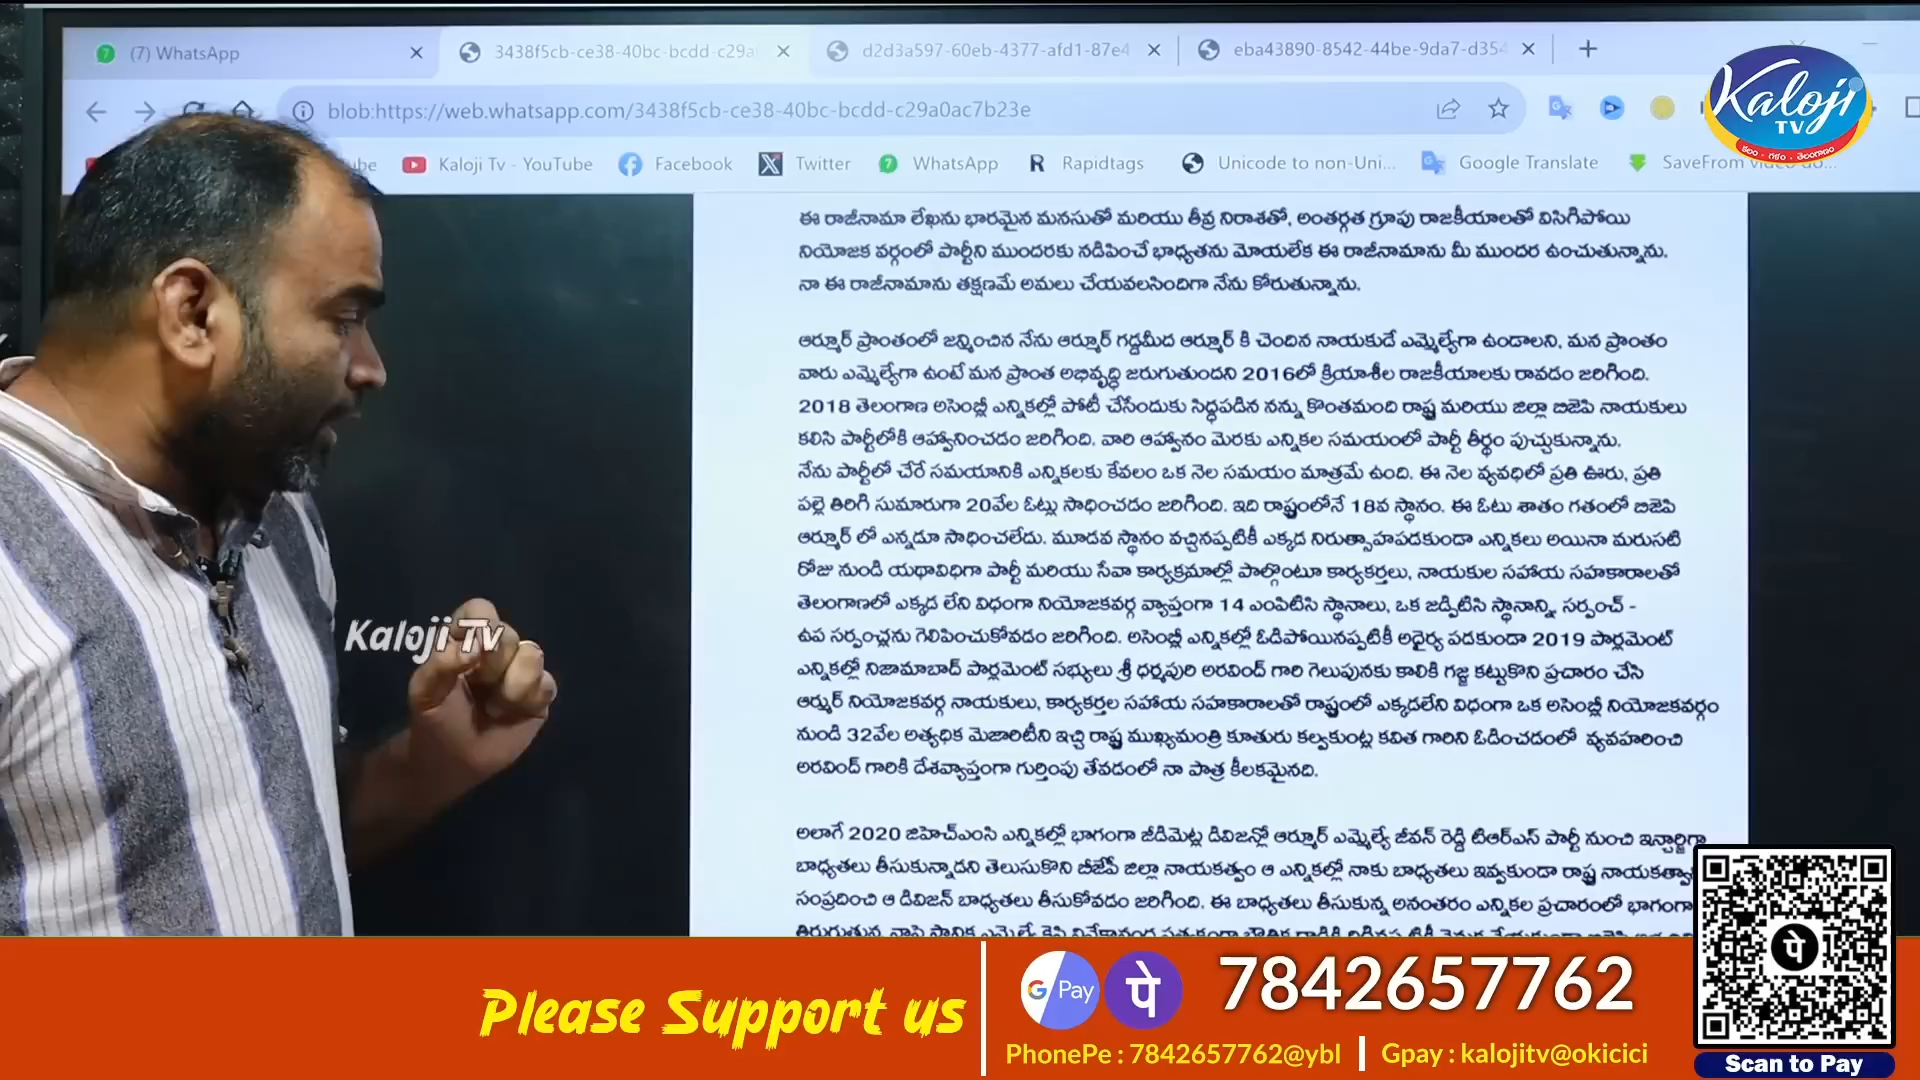 (7) WhatsApp
3438f5cb-ce38-40bc-bcdd-c29a
d2d3a597-60eb-4377-afd1-87e4
eba43890-8542-44be-9da7-d354
blob:https://web.whatsapp.com/3438f5cb-ce38-40bc-bcdd-c29a0ac7b23e
Kaloji
TV
Kaloji Tv - YouTube
Facebook
Twitter
WhatsApp
Rapidtags
Unicode to non-Uni...
Google Translate
SaveFrom
ఈ రాజీనామా లేఖను భారమైన మనసుతో మరియు తీవ్ర నిరాశతో, అంతర్గత గ్రూపు రాజకీయాలతో విసిగిపోయి
నియోజక వర్గంలో పార్టీని ముందరకు నడిపించే భాధ్యతను మోయలేక ఈ రాజీనామాను మీ ముందర ఉంచుతున్నాను.
నా ఈ రాజీనామాను తక్షణమే అమలు చేయవలసిందిగా నేను కోరుతున్నాను.
ఆర్మూర్ ప్రాంతంలో జన్మించిన నేను ఆర్మూర్ గడ్డమీద ఆర్మూర్ కి చెందిన నాయకుడే ఎమ్మెల్యేగా ఉండాలని, మన ప్రాంతం
వారు ఎమ్మెల్యేగా ఉంటే మన ప్రాంత అభివృద్ధి జరుగుతుందని 2016లో క్రియాశీల రాజకీయాలకు రావడం జరిగింది.
2018 తెలంగాణ అసెంబ్లీ ఎన్నికల్లో పోటీ చేసేందుకు సిద్ధపడిన నన్ను కొంతమంది రాష్ట్ర మరియు జిల్లా బిజెపి నాయకులు
కలిసి పార్టీలోకి ఆహ్వానించడం జరిగింది. వారి ఆహ్వానం మెరకు ఎన్నికల సమయంలో పార్టీ తీర్థం పుచ్చుకున్నాను.
నేను పార్టీలో చేరే సమయానికి ఎన్నికలకు కేవలం ఒక నెల సమయం మాత్రమే ఉంది. ఈ నెల వ్యవధిలో ప్రతి ఊరు, ప్రతి
పల్లె తిరిగి సుమారుగా 20వేల ఓట్లు సాధించడం జరిగింది. ఇది రాష్ట్రంలోనే 18వ స్థానం. ఈ ఓటు శాతం గతంలో బిజెపి
ఆర్మూర్ లో ఎన్నడూ సాధించలేదు. మూడవ స్థానం వచ్చినప్పటికీ ఎక్కడ నిరుత్సాహపడకుండా ఎన్నికలు అయినా మరుసటి
రోజు నుండి యథావిధిగా పార్టీ మరియు సేవా కార్యక్రమాల్లో పాల్గొంటూ కార్యకర్తలు, నాయకుల సహాయ సహకారాలతో
తెలంగాణలో ఎక్కడ లేని విధంగా నియోజకవర్గ వ్యాప్తంగా 14 ఎంపిటిసి స్థానాలు, ఒక జడ్పిటిసి స్థానాన్ని, సర్పంచ్ -
ఉప సర్పంచ్లను గెలిపించుకోవడం జరిగింది. అసెంబ్లీ ఎన్నికల్లో ఓడిపోయినప్పటికీ అధైర్య పడకుండా 2019 పార్లమెంట్
ఎన్నికల్లో నిజామాబాద్ పార్లమెంట్ సభ్యులు శ్రీ ధర్మపురి అరవింద్ గారి గెలుపునకు కాలికి గజ్జ కట్టుకొని ప్రచారం చేసి
ఆర్మూర్ నియోజకవర్గ నాయకులు, కార్యకర్తల సహాయ సహకారాలతో రాష్ట్రంలో ఎక్కడలేని విధంగా ఒక అసెంబ్లీ నియోజకవర్గం
నుండి 32వేల అత్యధిక మెజారిటీని ఇచ్చి రాష్ట్ర ముఖ్యమంత్రి కూతురు కల్వకుంట్ల కవిత గారిని ఓడించడంలో వ్యవహరించి
అరవింద్ గారికి దేశవ్యాప్తంగా గుర్తింపు తేవడంలో నా పాత్ర కీలకమైనది.
అలాగే 2020 జిహెచ్ఎంసి ఎన్నికల్లో భాగంగా జీడిమెట్ల డివిజన్లో ఆర్మూర్ ఎమ్మెల్యే జీవన్ రెడ్డి టిఆర్ఎస్ పార్టీ నుంచి ఇన్చార్జిగా
బాధ్యతలు తీసుకున్నాడని తెలుసుకొని బీజేపీ జిల్లా నాయకత్వం ఆ ఎన్నికల్లో నాకు బాధ్యతలు ఇవ్వకుండా రాష్ట్ర
సంప్రదించి ఆ డివిజన్ బాధ్యతలు తీసుకోవడం జరిగింది. ఈ బాధ్యతలు తీసుకున్న అనంతరం ఎన్నికల ప్రచారంలో భాగంగా
Kaloji Tv
Please Support us
G Pay
పे
7842657762
PhonePe : 7842657762@ybl
Gpay : kalojitv@okicici
Scan to Pay